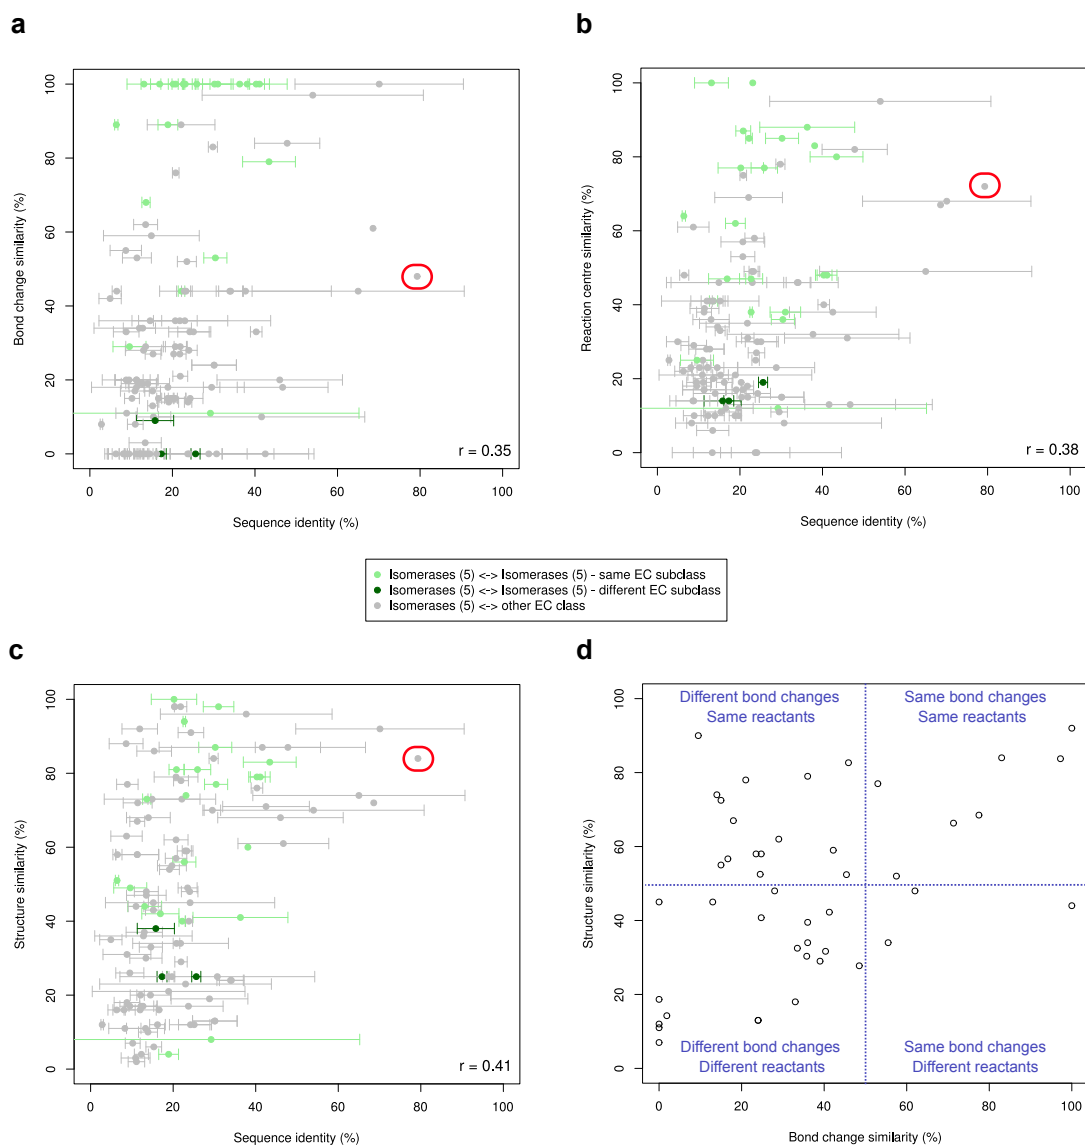 a
Bond change similarity (%)
0 20 40 60 80 100
0 20 40 60 80 100
Sequence identity (%)
r = 0.35
b
Reaction centre similarity (%)
0 20 40 60 80 100
0 20 40 60 80 100
Sequence identity (%)
r = 0.38
Isomerases (5) <-> Isomerases (5) - same EC subclass
Isomerases (5) <-> Isomerases (5) - different EC subclass
Isomerases (5) <-> other EC class
c
Structure similarity (%)
0 20 40 60 80 100
0 20 40 60 80 100
Sequence identity (%)
r = 0.41
d
Structure similarity (%)
0 20 40 60 80 100
Different bond changes
Same reactants
Same bond changes
Same reactants
Different bond changes
Different reactants
Same bond changes
Different reactants
0 20 40 60 80 100
Bond change similarity (%)